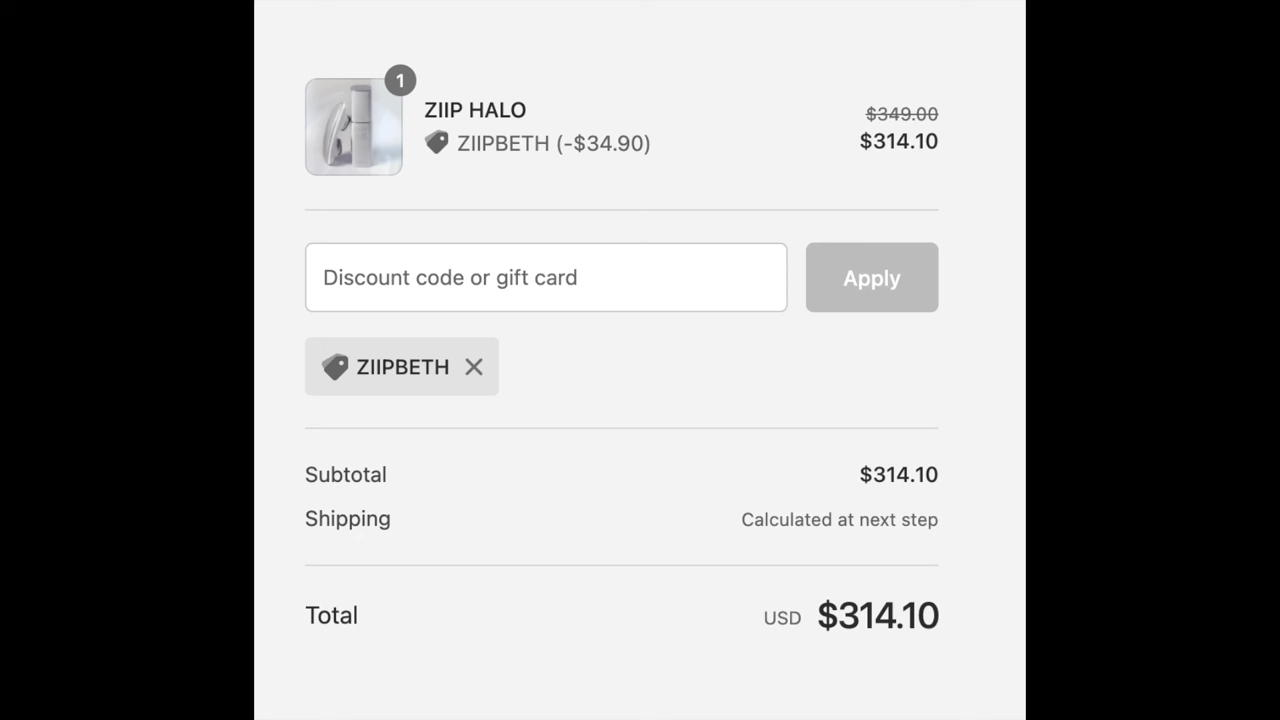 1
ZIIP HALO
ZIIPBETH (-$34.90)
$349.00
$314.10
Discount code or gift card
Apply
ZIIPBETH
Subtotal $314.10
Shipping Calculated at next step
Total USD $314.10